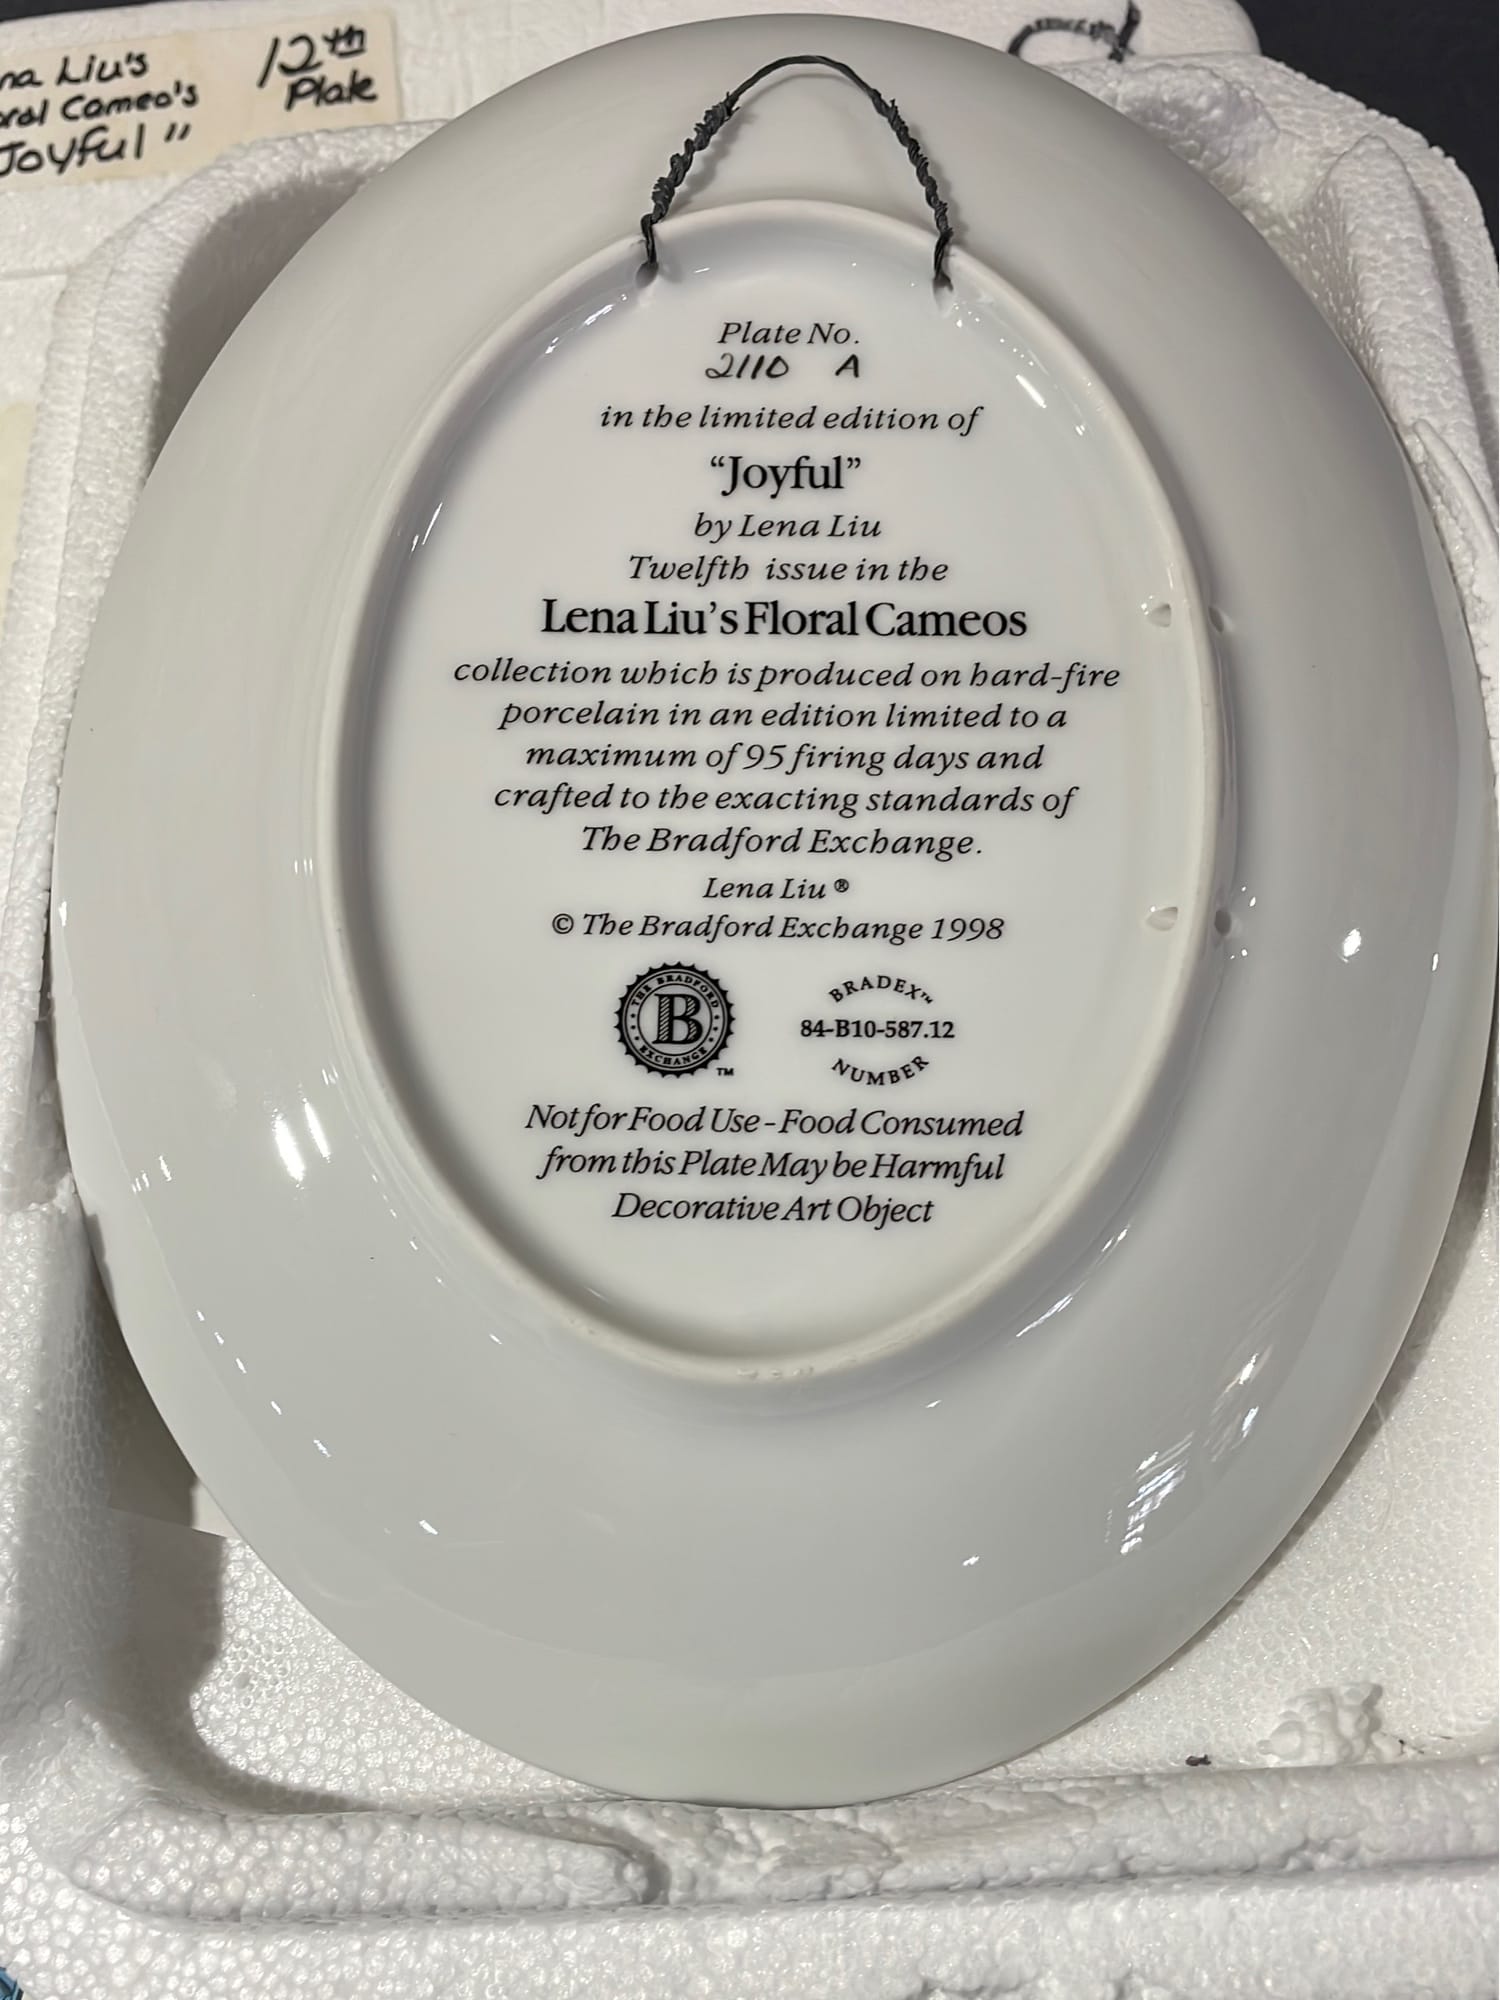 na Liu's
oral Cameo's
Joyful"
12th
Plate
Plate No.
2110 A
in the limited edition of
“Joyful”
by Lena Liu
Twelfth issue in the
Lena Liu’s Floral Cameos
collection which is produced on hard-fire
porcelain in an edition limited to a
maximum of 95 firing days and
crafted to the exacting standards of
The Bradford Exchange.
Lena Liu ®
© The Bradford Exchange 1998
THE BRADFORD
B
EXCHANGE
™
BRADEX™
84-B10-587.12
NUMBER
Not for Food Use - Food Consumed
from this Plate May be Harmful
Decorative Art Object